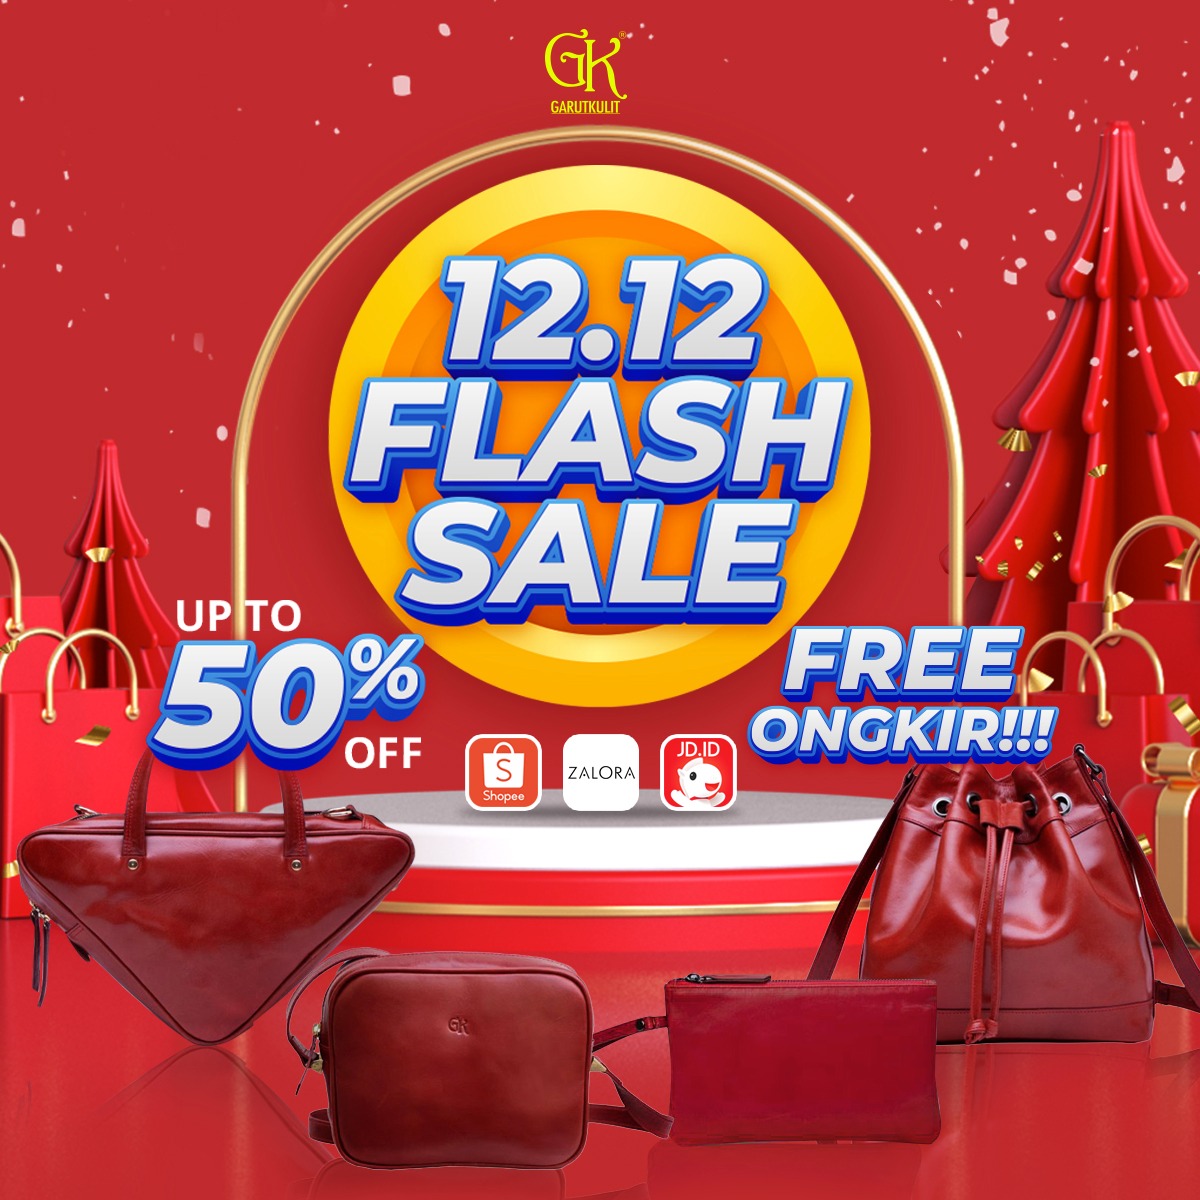 GK®
GARUTKULIT
12.12
FLASH
SALE
UP TO
50%
OFF
FREE
ONGKIR!!!
S
Shopee
ZALORA
JD.ID
GK